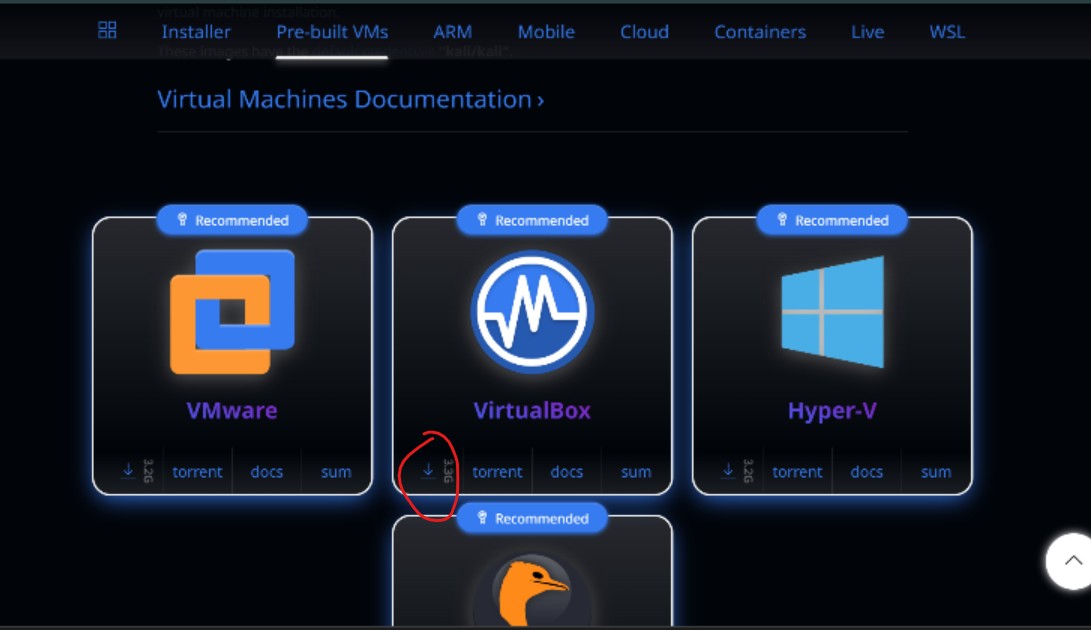 virtual machine installation.
Installer Pre-built VMs ARM Mobile Cloud Containers Live WSL
These images have the default credentials "kali/kali".
Virtual Machines Documentation ›
Recommended Recommended Recommended
VMware VirtualBox Hyper-V
3.2G torrent docs sum 3.3G torrent docs sum 3.2G torrent docs sum
Recommended